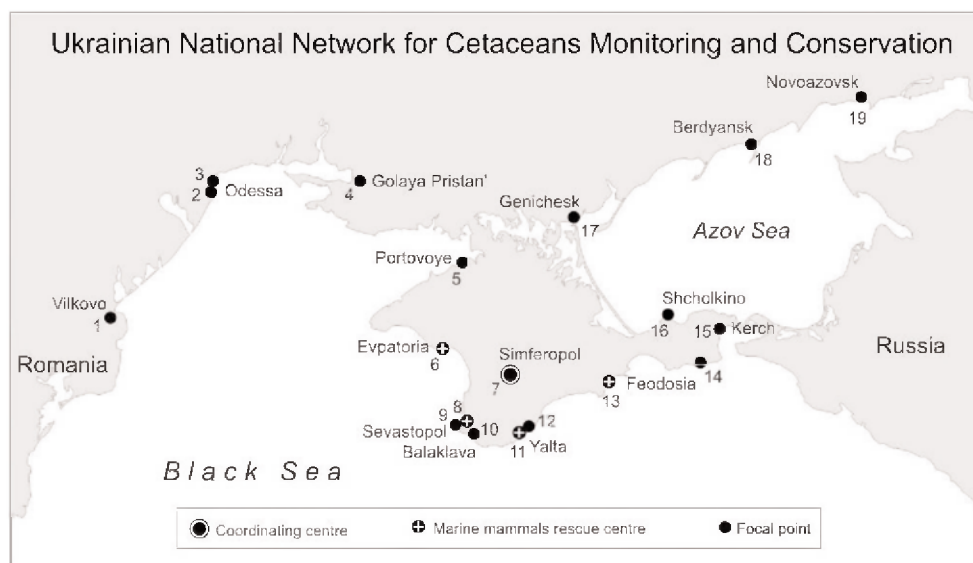 Ukrainian National Network for Cetaceans Monitoring and Conservation
Novoazovsk
19
Berdyansk
18
3
2
Odessa
4
Golaya Pristan'
Genichesk
17
Azov Sea
Portovoye
5
Vilkovo
1
Shcholkino
16
15
Kerch
Romania
Evpatoria
6
Simferopol
7
Russia
14
Feodosia
13
9
8
Sevastopol
10
Balaklava
12
11
Yalta
Black Sea
Coordinating centre
Marine mammals rescue centre
Focal point